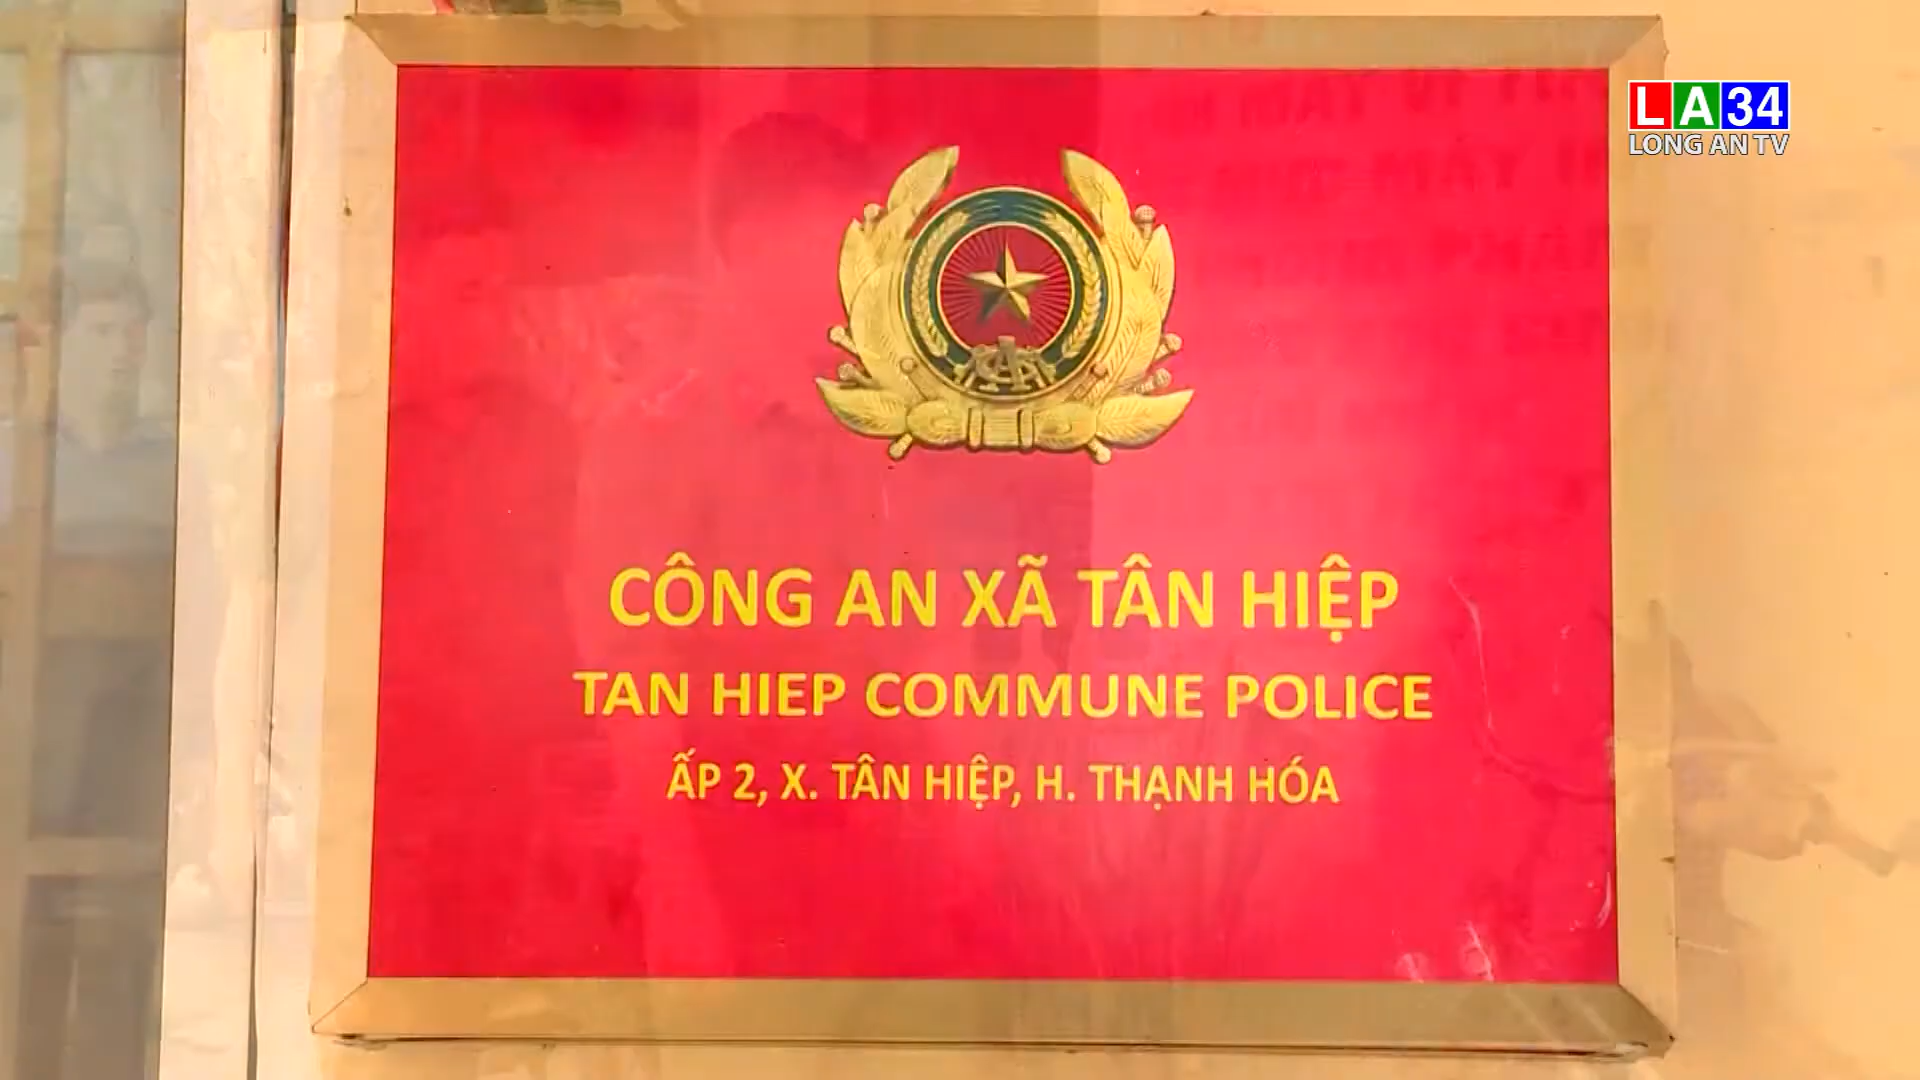 LA34
LONG AN TV
CÔNG AN XÃ TÂN HIỆP
TAN HIEP COMMUNE POLICE
ẤP 2, X. TÂN HIỆP, H. THẠNH HÓA